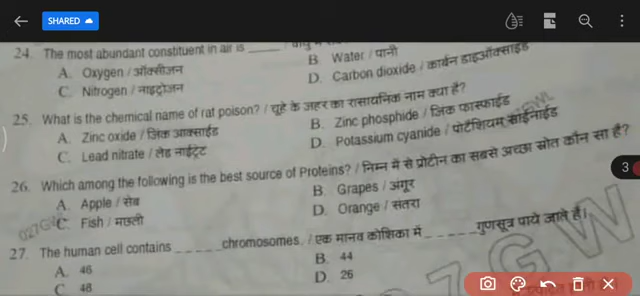 SHARED
24. The most abundant constituent in air is ______
A. Oxygen / ऑक्सीजन
B. Water / पानी
C. Nitrogen / नाइट्रोजन
D. Carbon dioxide / कार्बन डाइऑक्साइड
25. What is the chemical name of rat poison? / चूहे के जहर का रासायनिक नाम क्या है?
A. Zinc oxide / ज़िंक आक्साईड
B. Zinc phosphide / जिंक फास्फाईड
C. Lead nitrate / लेड नाईट्रेट
D. Potassium cyanide / पोटैशियम साईनाईड
26. Which among the following is the best source of Proteins? / निम्न में से प्रोटीन का सबसे अच्छा स्रोत कौन सा है?
A. Apple / सेब
B. Grapes / अंगूर
C. Fish / मछली
D. Orange / संतरा
3
27. The human cell contains ______ chromosomes. / एक मानव कोशिका में ______ गुणसूत्र पाये जाते हैं।
A. 46
B. 44
C. 48
D. 26